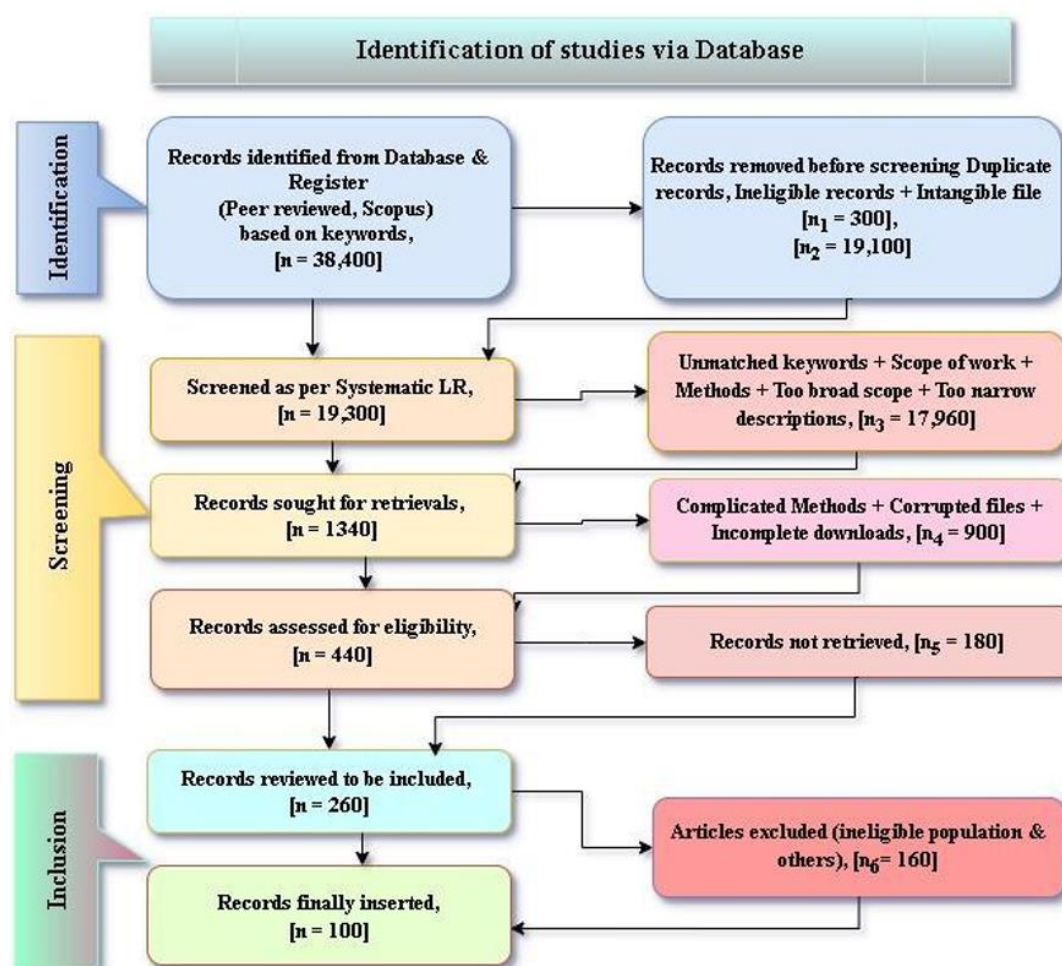 Identification of studies via Database
Identification
Records identified from Database &
Register
(Peer reviewed, Scopus)
based on keywords,
[n = 38,400]
Records removed before screening Duplicate
records, Ineligible records + Intangible file
[n1 = 300],
[n2 = 19,100]
Screening
Screened as per Systematic LR,
[n = 19,300]
Unmatched keywords + Scope of work +
Methods + Too broad scope + Too narrow
descriptions, [n3 = 17,960]
Records sought for retrievals,
[n = 1340]
Complicated Methods + Corrupted files +
Incomplete downloads, [n4 = 900]
Records assessed for eligibility,
[n = 440]
Records not retrieved, [n5 = 180]
Inclusion
Records reviewed to be included,
[n = 260]
Articles excluded (ineligible population &
others), [n6= 160]
Records finally inserted,
[n = 100]